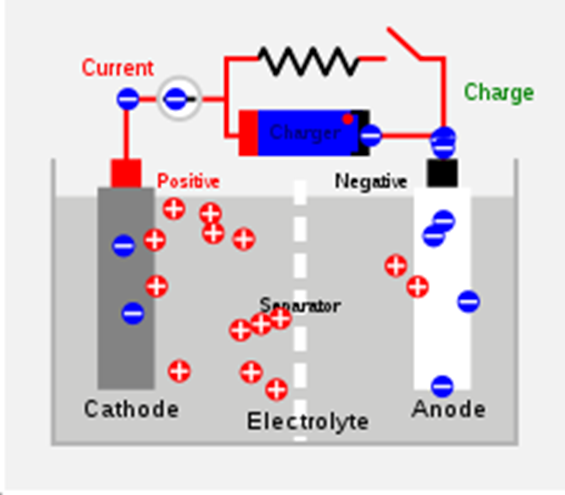 Current
Charge
Charger
Positive
Negative
Separator
Cathode
Electrolyte
Anode